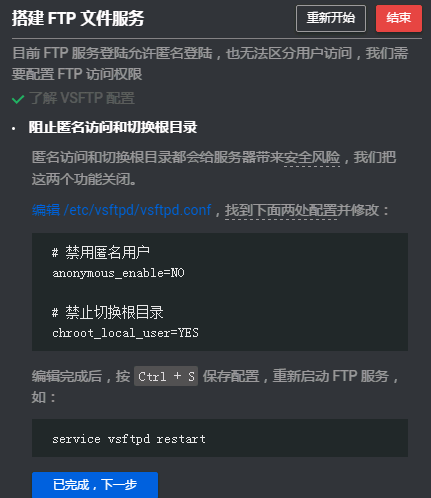 搭建 FTP 文件服务
重新开始
结束
目前 FTP 服务登陆允许匿名登陆，也无法区分用户访问，我们需
要配置 FTP 访问权限
了解 VSFTP 配置
阻止匿名访问和切换根目录
匿名访问和切换根目录都会给服务器带来安全风险，我们把
这两个功能关闭。
编辑 /etc/vsftpd/vsftpd.conf，找到下面两处配置并修改：
# 禁用匿名用户
anonymous_enable=NO
# 禁止切换根目录
chroot_local_user=YES
编辑完成后，按 Ctrl + S 保存配置，重新启动 FTP 服务，
如：
service vsftpd restart
已完成，下一步